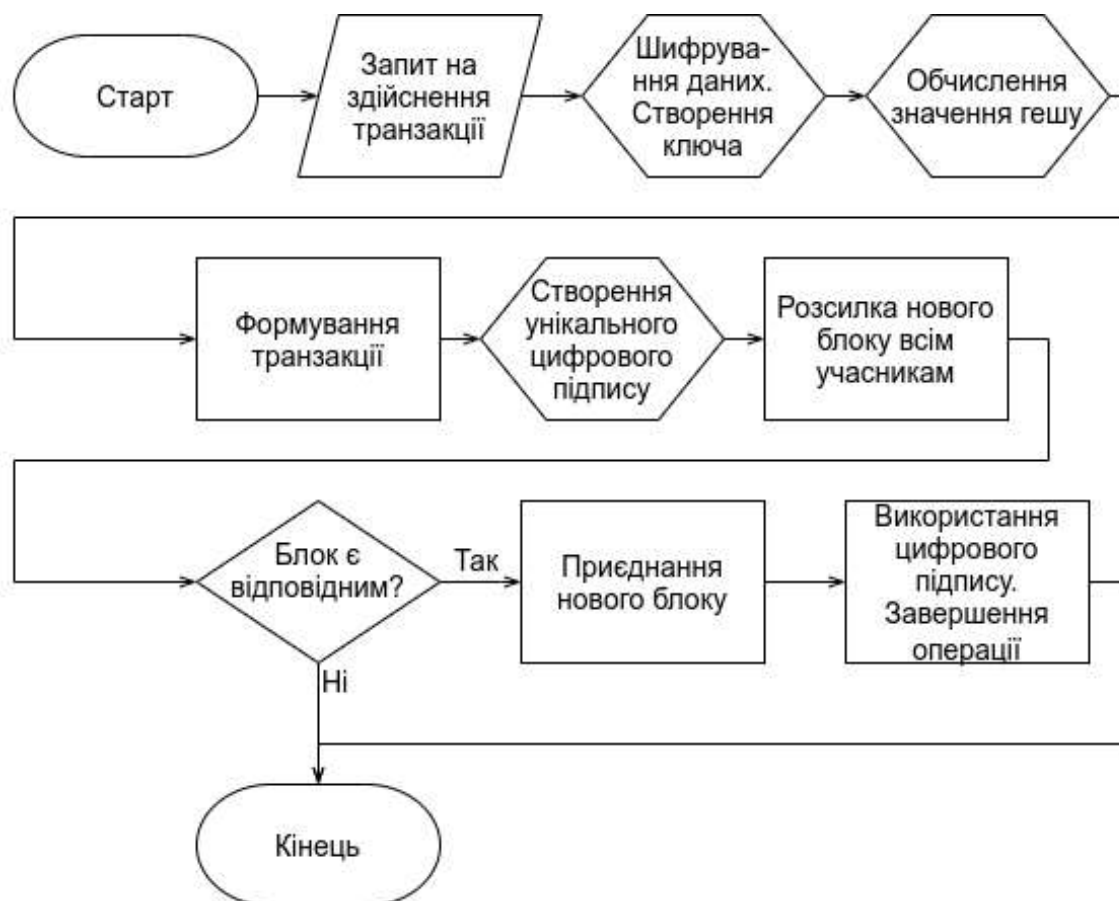 Старт
Запит на
здійснення
транзакції
Шифрува-
ння даних.
Створення
ключа
Обчислення
значення гешу
Формування
транзакції
Створення
унікального
цифрового
підпису
Розсилка нового
блоку всім
учасникам
Блок є
відповідним?
Так
Ні
Приєднання
нового блоку
Використання
цифрового
підпису.
Завершення
операції
Кінець